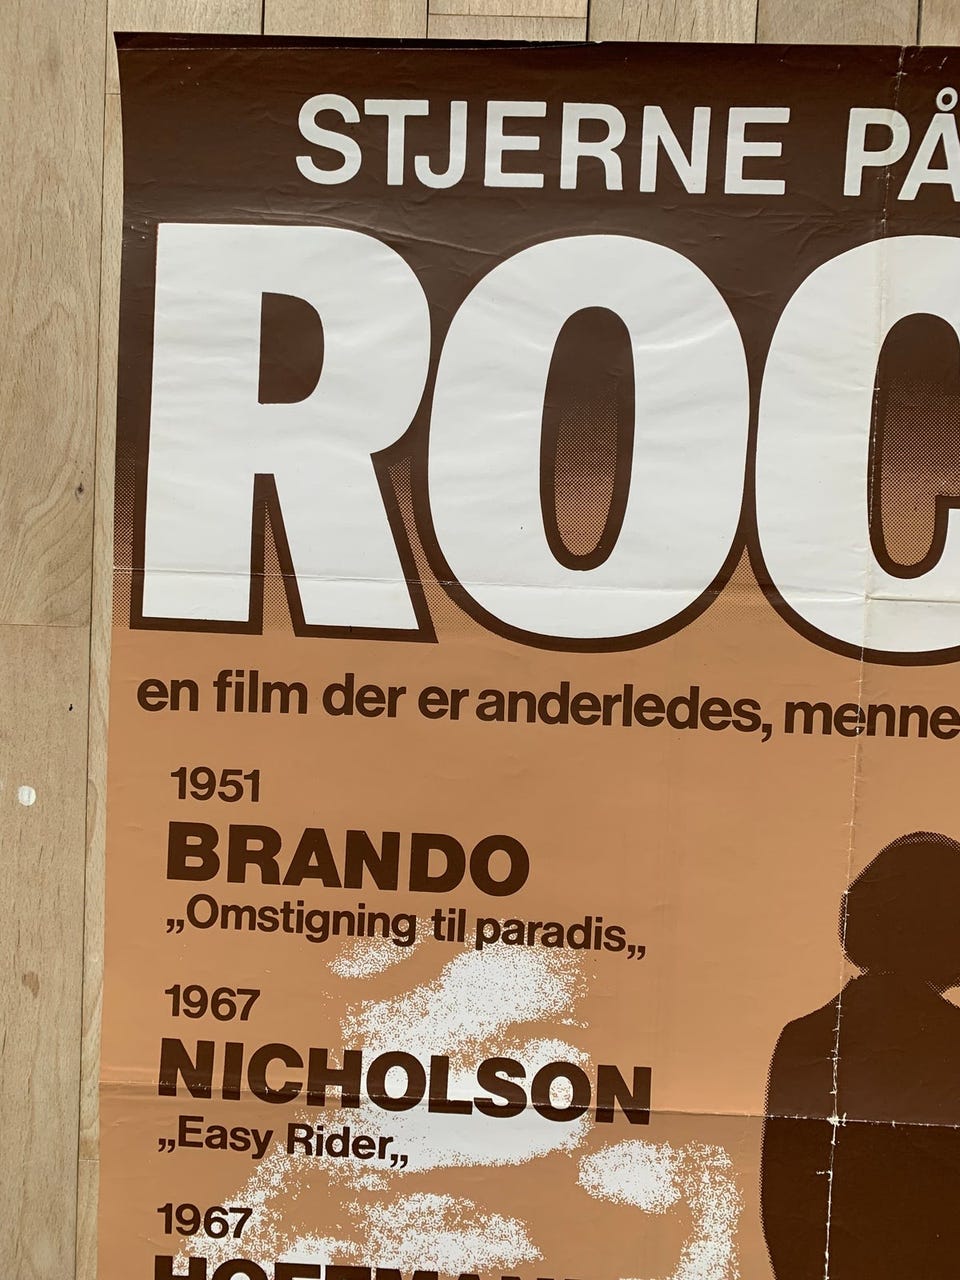 STJERNE PÅ
ROC
en film der er anderledes, menne
1951
BRANDO
„Omstigning til paradis„
1967
NICHOLSON
„Easy Rider„
1967
HOFFMAN